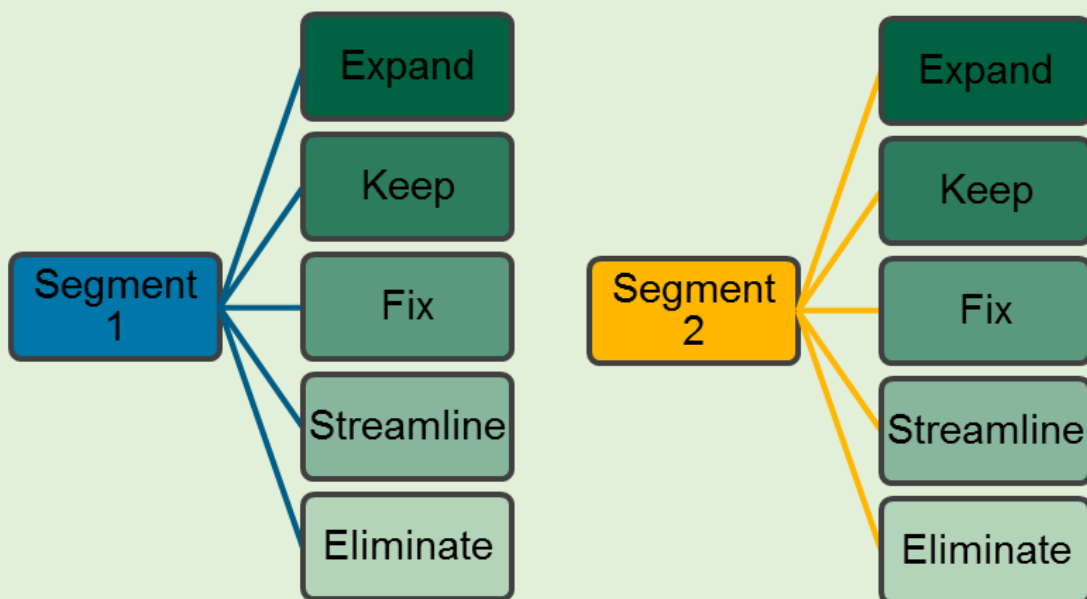 Segment
1
Expand
Keep
Fix
Streamline
Eliminate
Segment
2
Expand
Keep
Fix
Streamline
Eliminate